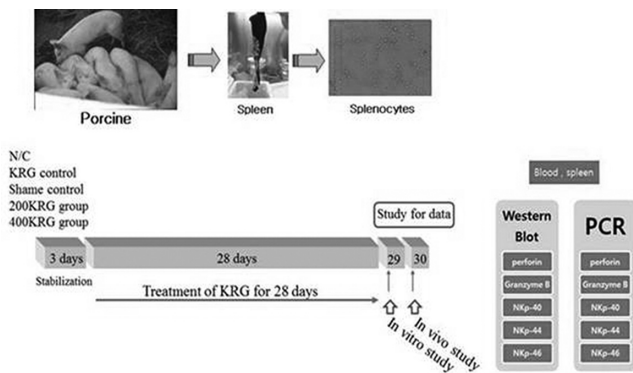 Porcine
Spleen
Splenocytes
N/C
KRG control
Shame control
200KRG group
400KRG group
3 days
28 days
29
30
Study for data
Stabilization
Treatment of KRG for 28 days
In vitro study
In vivo study
Blood , spleen
Western
Blot
perforin
Granzyme B
NKp-40
NKp-44
NKp-46
PCR
perforin
Granzyme B
NKp-40
NKp-44
NKp-46